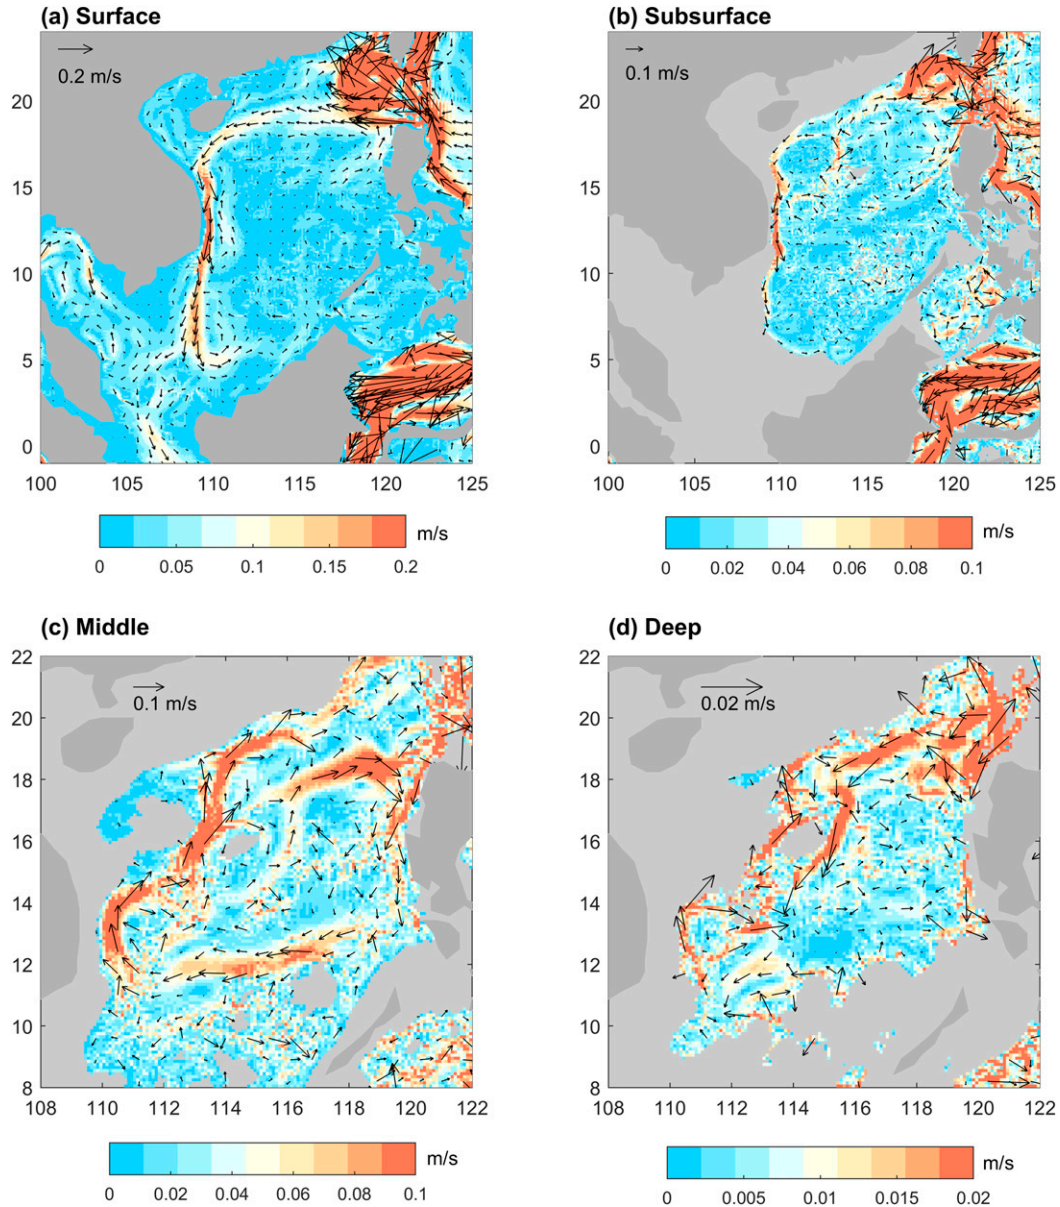 (a) Surface
0.2 m/s
20
15
10
5
0
100 105 110 115 120 125
m/s
0 0.05 0.1 0.15 0.2
(b) Subsurface
0.1 m/s
20
15
10
5
0
100 105 110 115 120 125
m/s
0 0.02 0.04 0.06 0.08 0.1
(c) Middle
22
0.1 m/s
20
18
16
14
12
10
8
108 110 112 114 116 118 120 122
m/s
0 0.02 0.04 0.06 0.08 0.1
(d) Deep
22
0.02 m/s
20
18
16
14
12
10
8
108 110 112 114 116 118 120 122
m/s
0 0.005 0.01 0.015 0.02